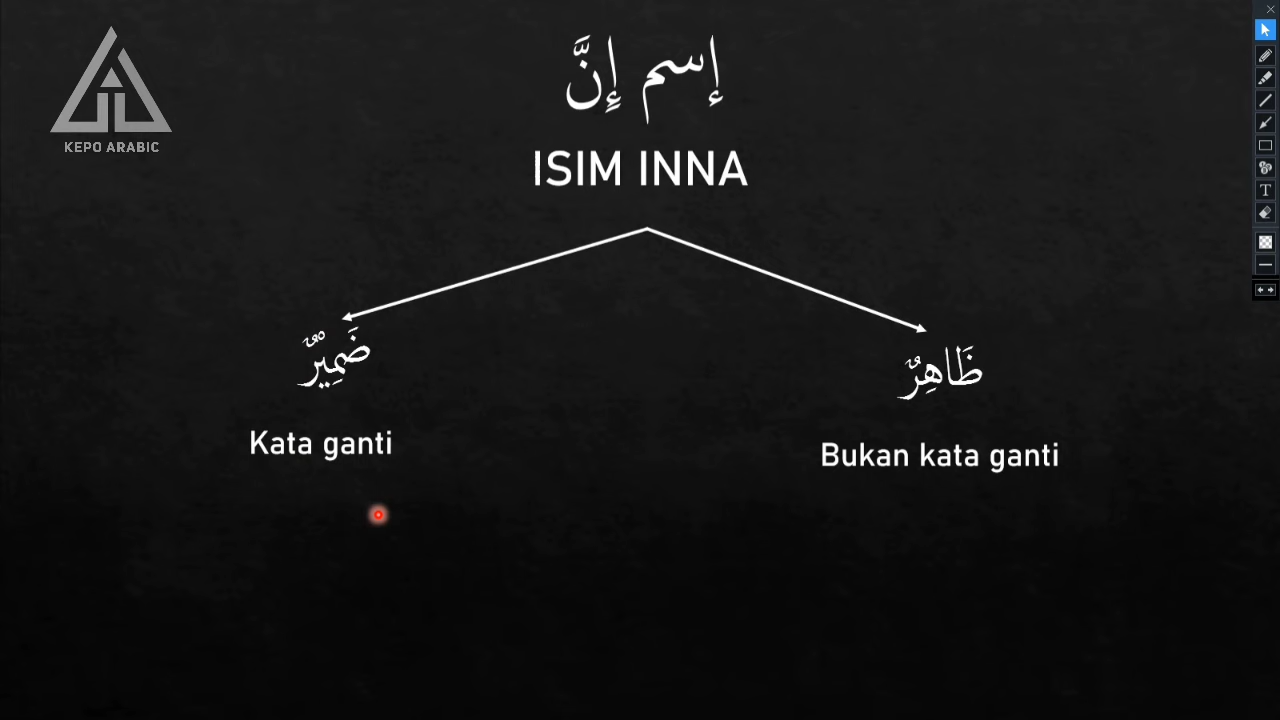 KEPO ARABIC
إسم إِنَّ
ISIM INNA
ضَمِيْرٌ
Kata ganti
ظَاهِرٌ
Bukan kata ganti
T